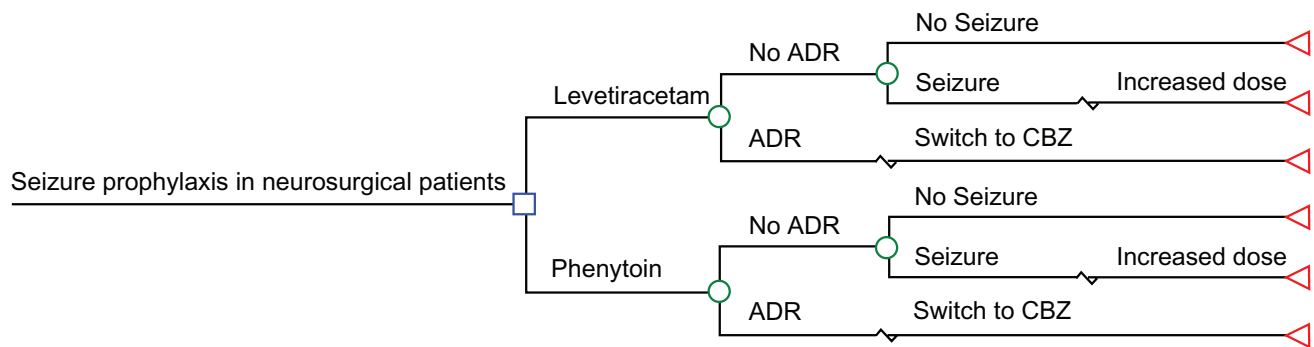 No Seizure
No ADR
Seizure
Increased dose
Levetiracetam
ADR
Switch to CBZ
Seizure prophylaxis in neurosurgical patients
No Seizure
No ADR
Seizure
Increased dose
Phenytoin
ADR
Switch to CBZ